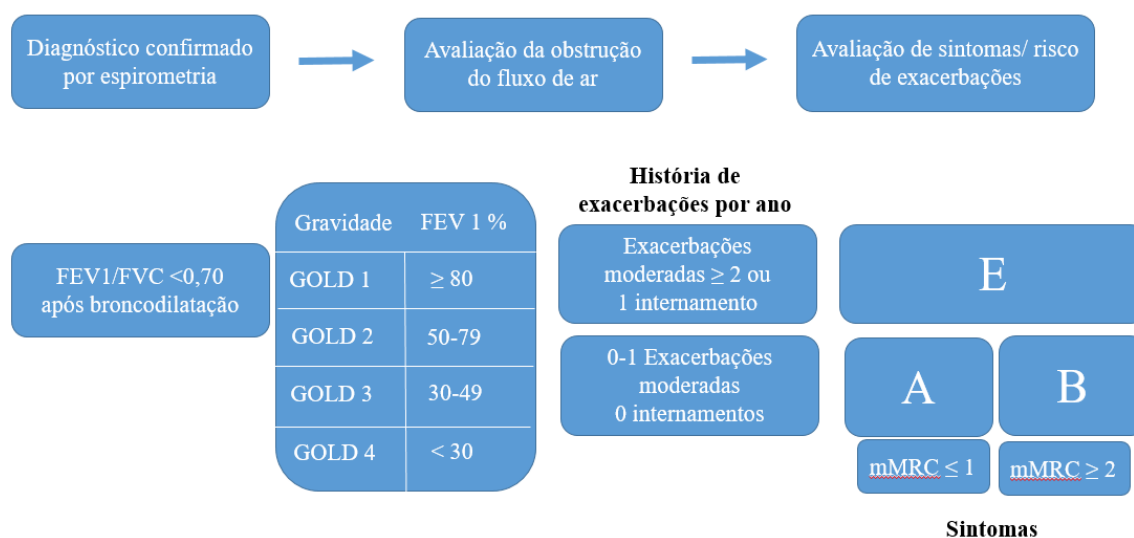 Diagnóstico confirmado
por espirometria
Avaliação da obstrução
do fluxo de ar
Avaliação de sintomas/ risco
de exacerbações
FEV1/FVC <0,70
após broncodilatação
Gravidade FEV 1 %
GOLD 1 ≥ 80
GOLD 2 50-79
GOLD 3 30-49
GOLD 4 < 30
História de
exacerbações por ano
Exacerbações
moderadas ≥ 2 ou
1 internamento
0-1 Exacerbações
moderadas
0 internamentos
E
A
B
mMRC ≤ 1
mMRC ≥ 2
Sintomas